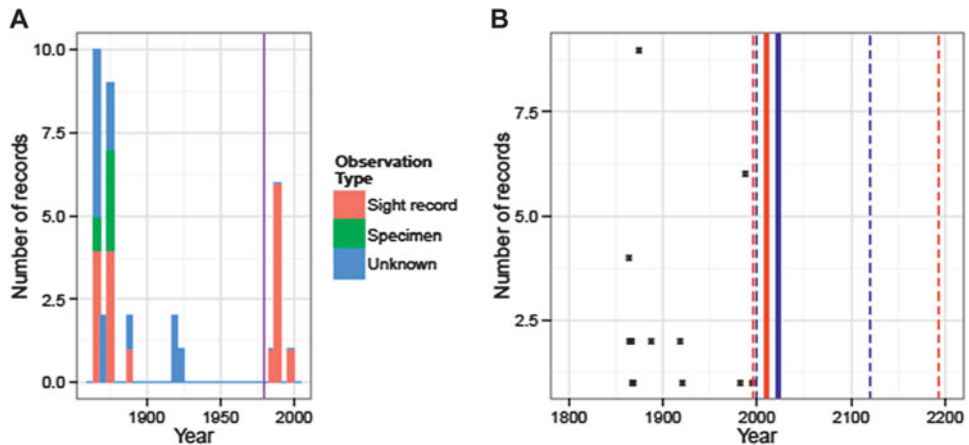 A
10.0
7.5
5.0
2.5
0.0
Number of records
1900
1950
2000
Year
Observation
Type
Sight record
Specimen
Unknown
B
7.5
5.0
2.5
Number of records
1800
1900
2000
2100
2200
Year